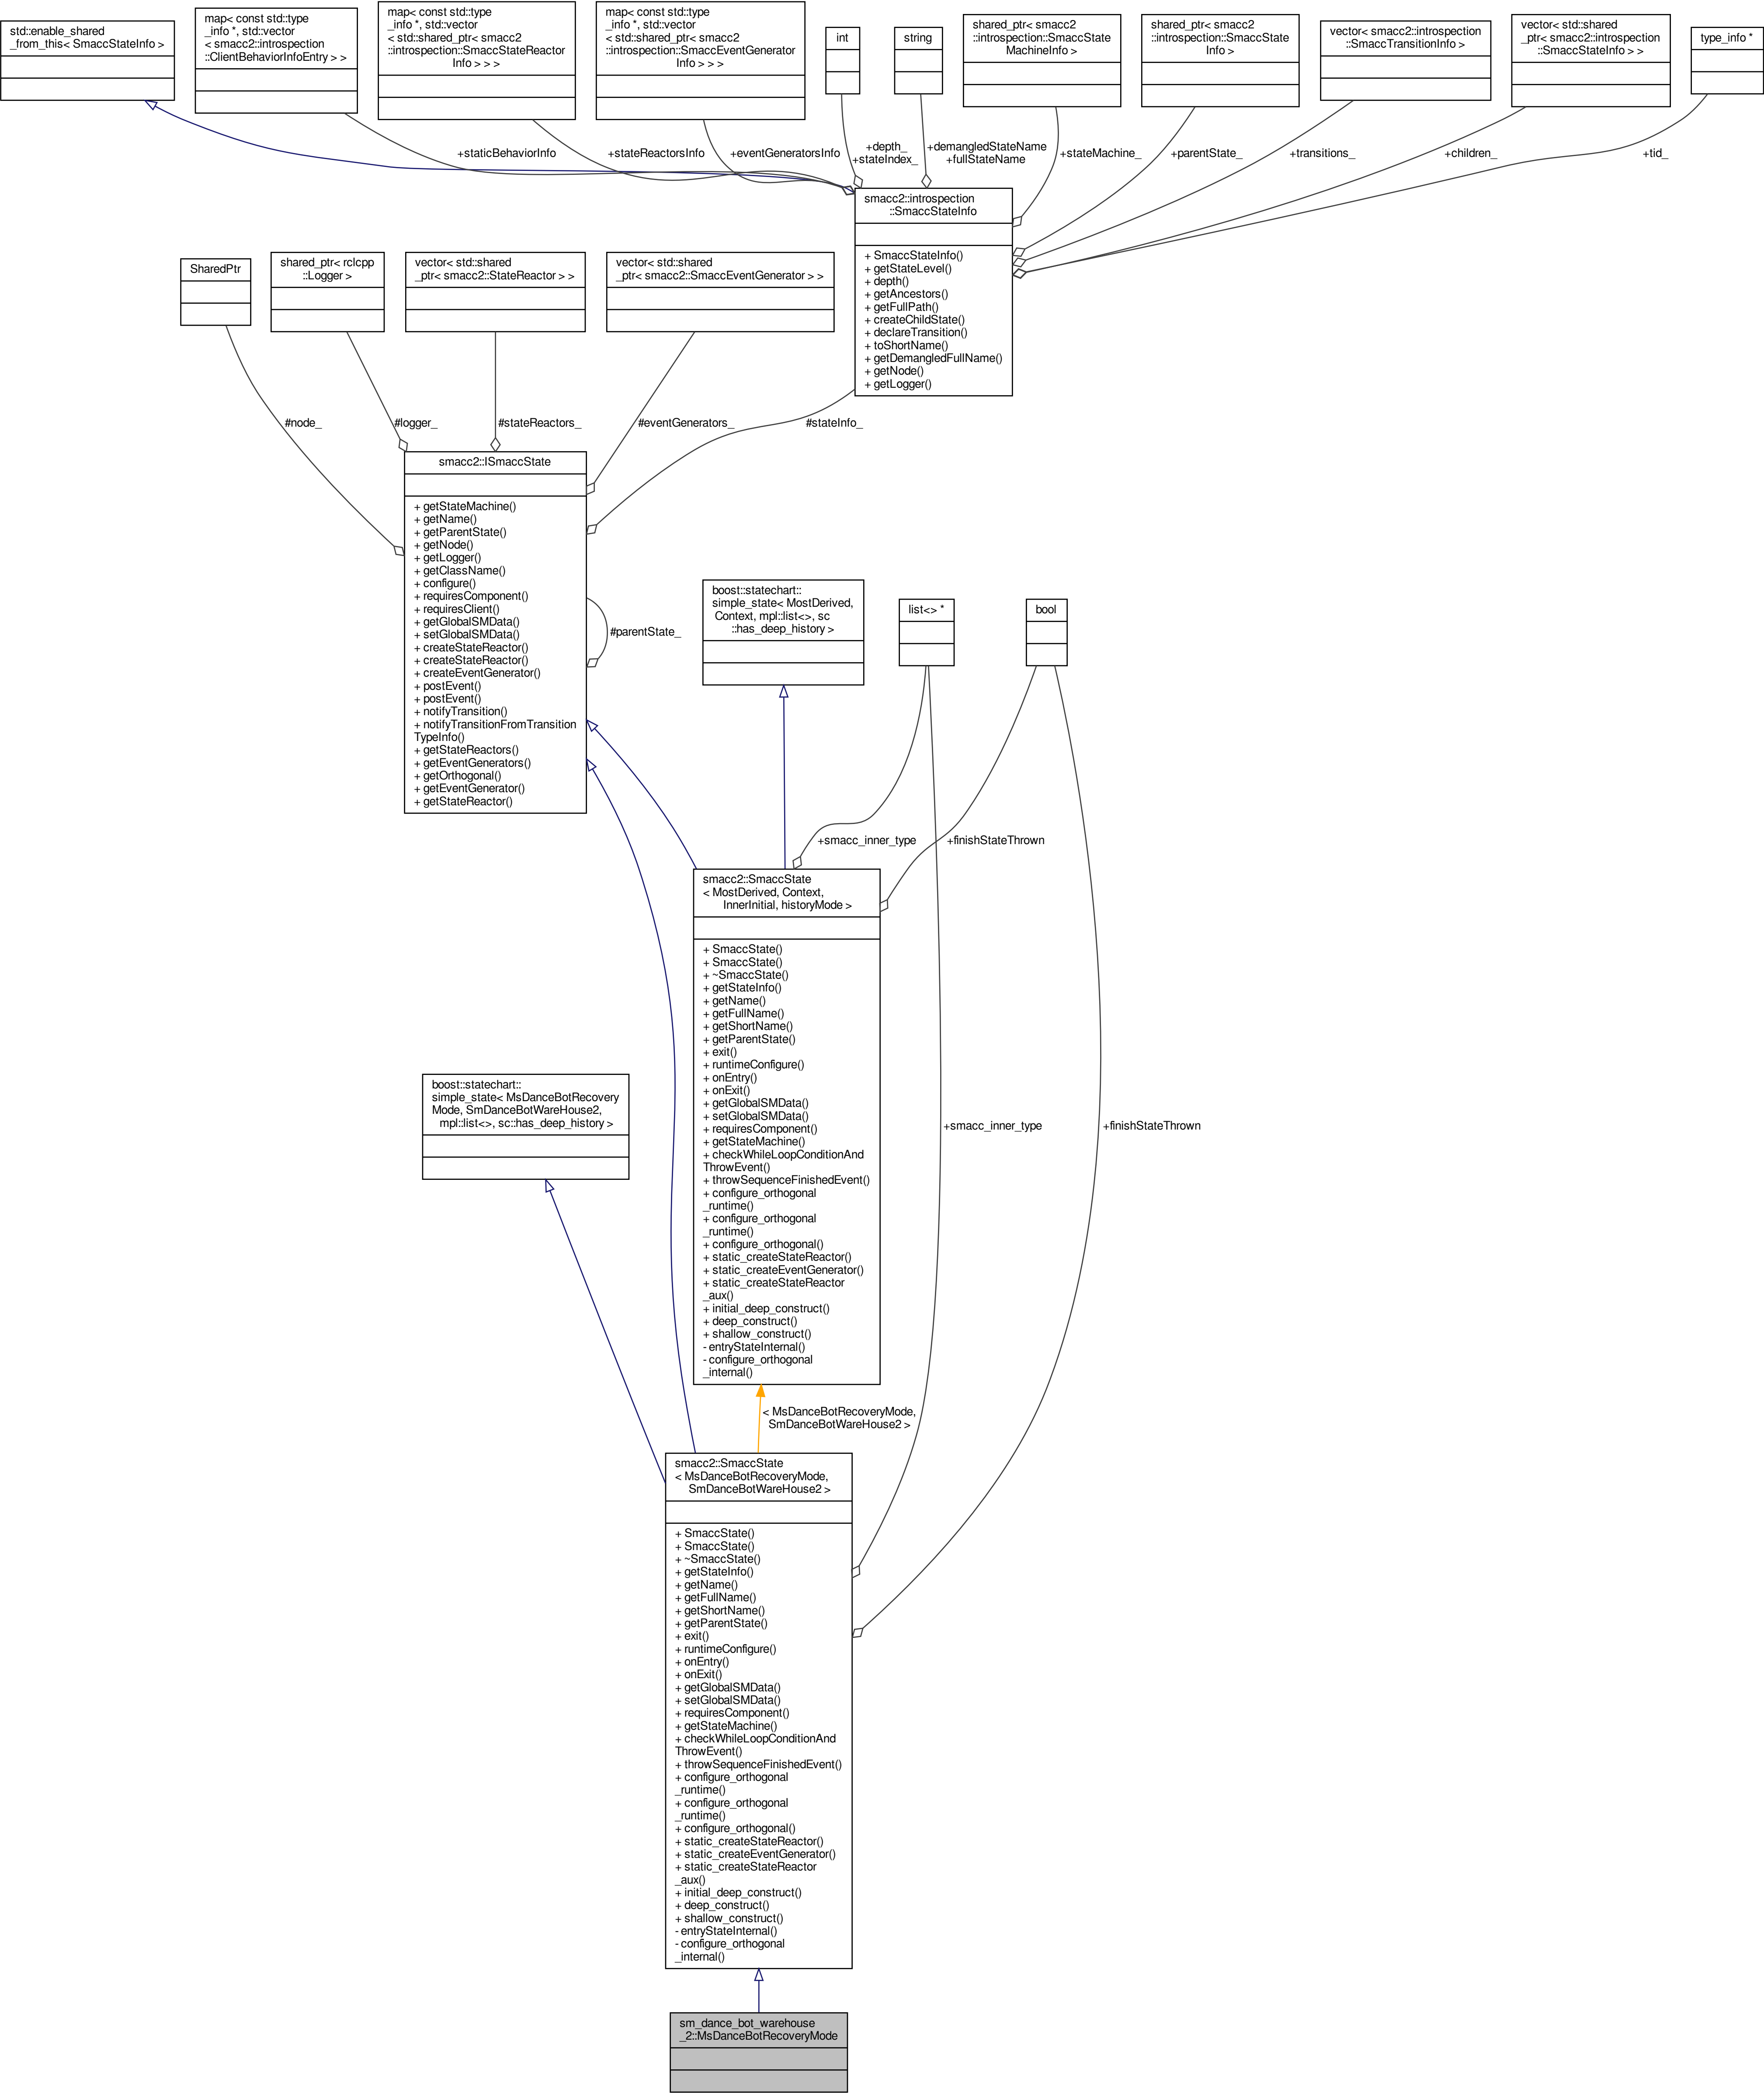 std::enable_shared
_from_this< SmaccStateInfo >
map< const std::type
_info *, std::vector
< smacc2::introspection
::ClientBehaviorInfoEntry > >
map< const std::type
_info *, std::vector
< std::shared_ptr< smacc2
::introspection::SmaccStateReactor
Info > > >
map< const std::type
_info *, std::vector
< std::shared_ptr< smacc2
::introspection::SmaccEventGenerator
Info > > >
int
string
shared_ptr< smacc2
::introspection::SmaccState
MachineInfo >
shared_ptr< smacc2
::introspection::SmaccState
Info >
vector< smacc2::introspection
::SmaccTransitionInfo >
vector< std::shared
_ptr< smacc2::introspection
::SmaccStateInfo > >
type_info *
+staticBehaviorInfo
+stateReactorsInfo
+eventGeneratorsInfo
+depth_
+stateIndex_
+demangledStateName
+fullStateName
+stateMachine_
+parentState_
+transitions_
+children_
+tid_
smacc2::introspection
::SmaccStateInfo
+ SmaccStateInfo()
+ getStateLevel()
+ depth()
+ getAncestors()
+ getFullPath()
+ createChildState()
+ declareTransition()
+ toShortName()
+ getDemangledFullName()
+ getNode()
+ getLogger()
SharedPtr
shared_ptr< rclcpp
::Logger >
vector< std::shared
_ptr< smacc2::StateReactor > >
vector< std::shared
_ptr< smacc2::SmaccEventGenerator > >
#node_
#logger_
#stateReactors_
#eventGenerators_
#stateInfo_
smacc2::ISmaccState
+ getStateMachine()
+ getName()
+ getParentState()
+ getNode()
+ getLogger()
+ getClassName()
+ configure()
+ requiresComponent()
+ requiresClient()
+ getGlobalSMData()
+ setGlobalSMData()
+ createStateReactor()
+ createStateReactor()
+ createEventGenerator()
+ postEvent()
+ postEvent()
+ notifyTransition()
+ notifyTransitionFromTransition
TypeInfo()
+ getStateReactors()
+ getEventGenerators()
+ getOrthogonal()
+ getEventGenerator()
+ getStateReactor()
#parentState_
boost::statechart::
simple_state< MostDerived,
Context, mpl::list<>, sc
::has_deep_history >
list<> *
bool
+smacc_inner_type
+finishStateThrown
smacc2::SmaccState
< MostDerived, Context,
InnerInitial, historyMode >
+ SmaccState()
+ SmaccState()
+ ~SmaccState()
+ getStateInfo()
+ getName()
+ getFullName()
+ getShortName()
+ getParentState()
+ exit()
+ runtimeConfigure()
+ onEntry()
+ onExit()
+ getGlobalSMData()
+ setGlobalSMData()
+ requiresComponent()
+ getStateMachine()
+ checkWhileLoopConditionAnd
ThrowEvent()
+ throwSequenceFinishedEvent()
+ configure_orthogonal
_runtime()
+ configure_orthogonal
_runtime()
+ configure_orthogonal()
+ static_createStateReactor()
+ static_createEventGenerator()
+ static_createStateReactor
_aux()
+ initial_deep_construct()
+ deep_construct()
+ shallow_construct()
- entryStateInternal()
- configure_orthogonal
_internal()
boost::statechart::
simple_state< MsDanceBotRecovery
Mode, SmDanceBotWareHouse2,
mpl::list<>, sc::has_deep_history >
+smacc_inner_type
+finishStateThrown
< MsDanceBotRecoveryMode,
SmDanceBotWareHouse2 >
smacc2::SmaccState
< MsDanceBotRecoveryMode,
SmDanceBotWareHouse2 >
+ SmaccState()
+ SmaccState()
+ ~SmaccState()
+ getStateInfo()
+ getName()
+ getFullName()
+ getShortName()
+ getParentState()
+ exit()
+ runtimeConfigure()
+ onEntry()
+ onExit()
+ getGlobalSMData()
+ setGlobalSMData()
+ requiresComponent()
+ getStateMachine()
+ checkWhileLoopConditionAnd
ThrowEvent()
+ throwSequenceFinishedEvent()
+ configure_orthogonal
_runtime()
+ configure_orthogonal
_runtime()
+ configure_orthogonal()
+ static_createStateReactor()
+ static_createEventGenerator()
+ static_createStateReactor
_aux()
+ initial_deep_construct()
+ deep_construct()
+ shallow_construct()
- entryStateInternal()
- configure_orthogonal
_internal()
sm_dance_bot_warehouse
_2::MsDanceBotRecoveryMode